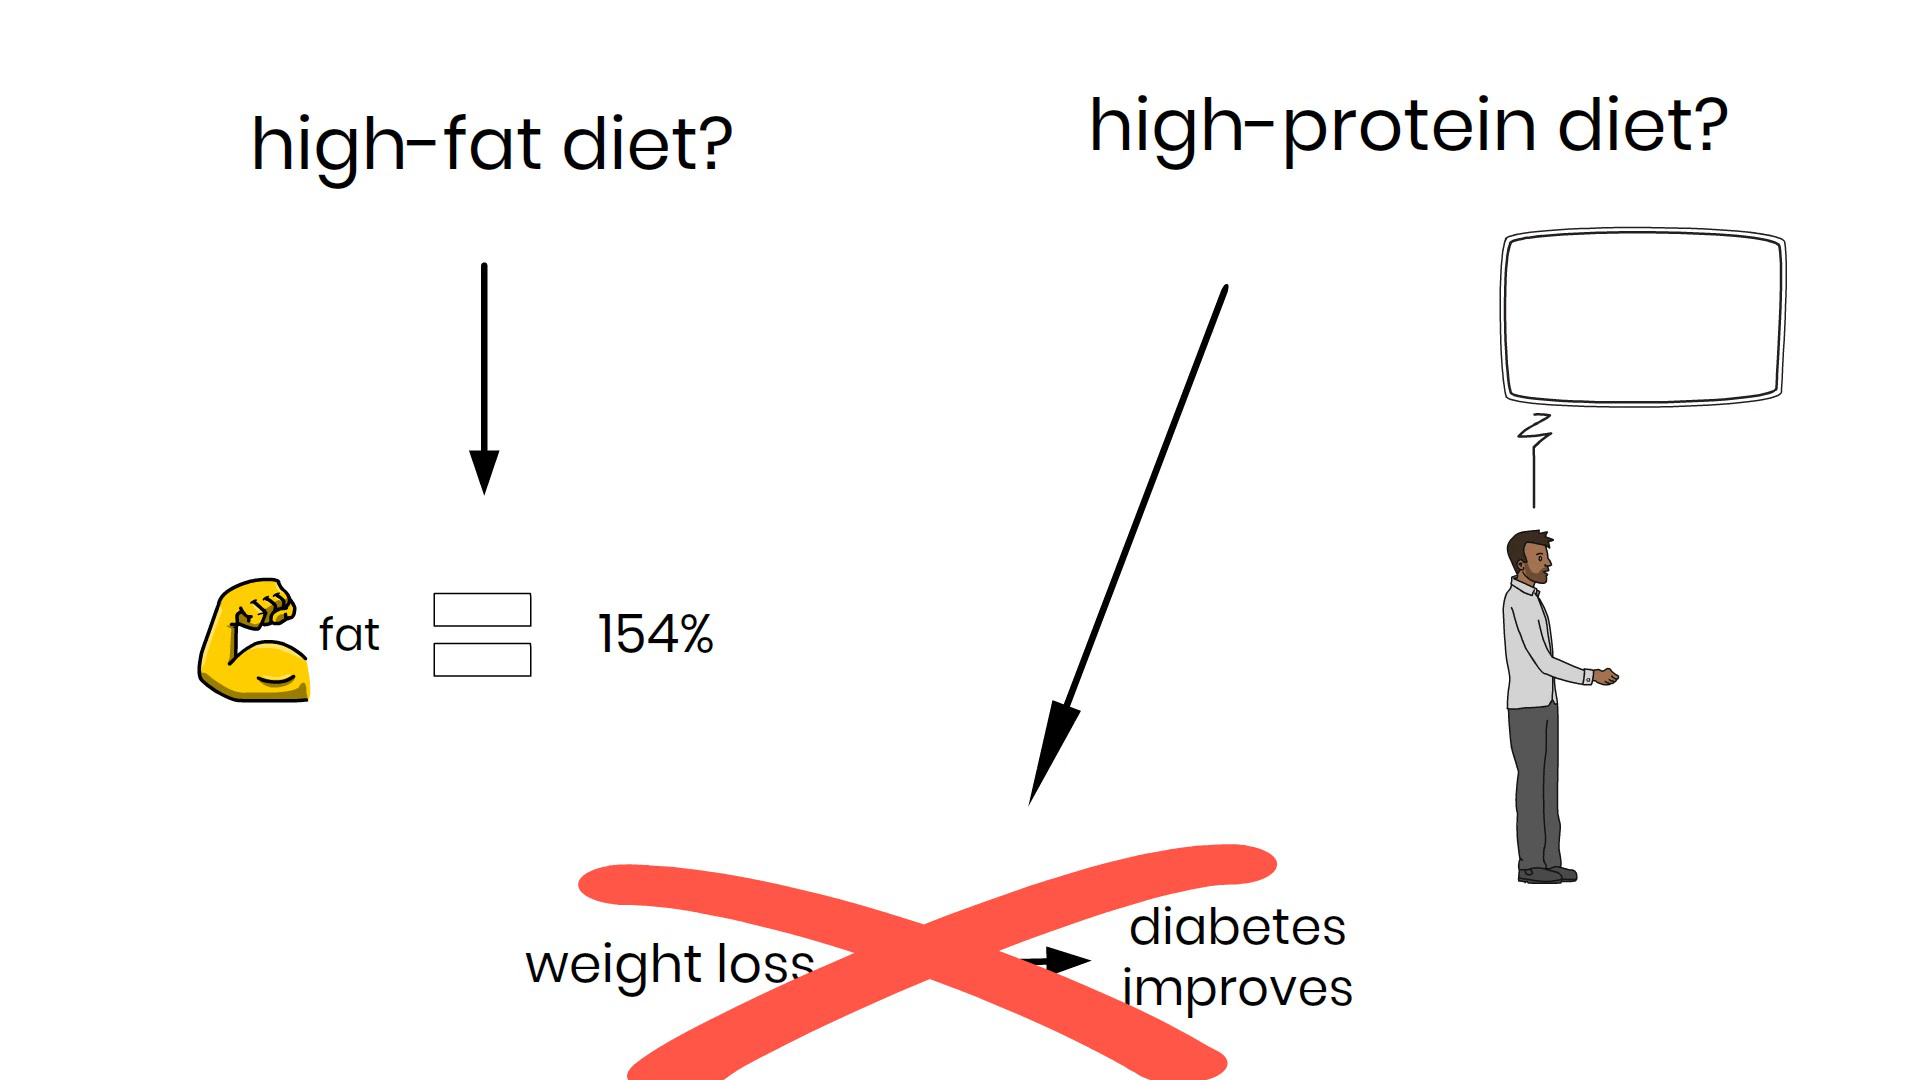 high-fat diet?
high-protein diet?
fat
154%
weight loss
diabetes
improves